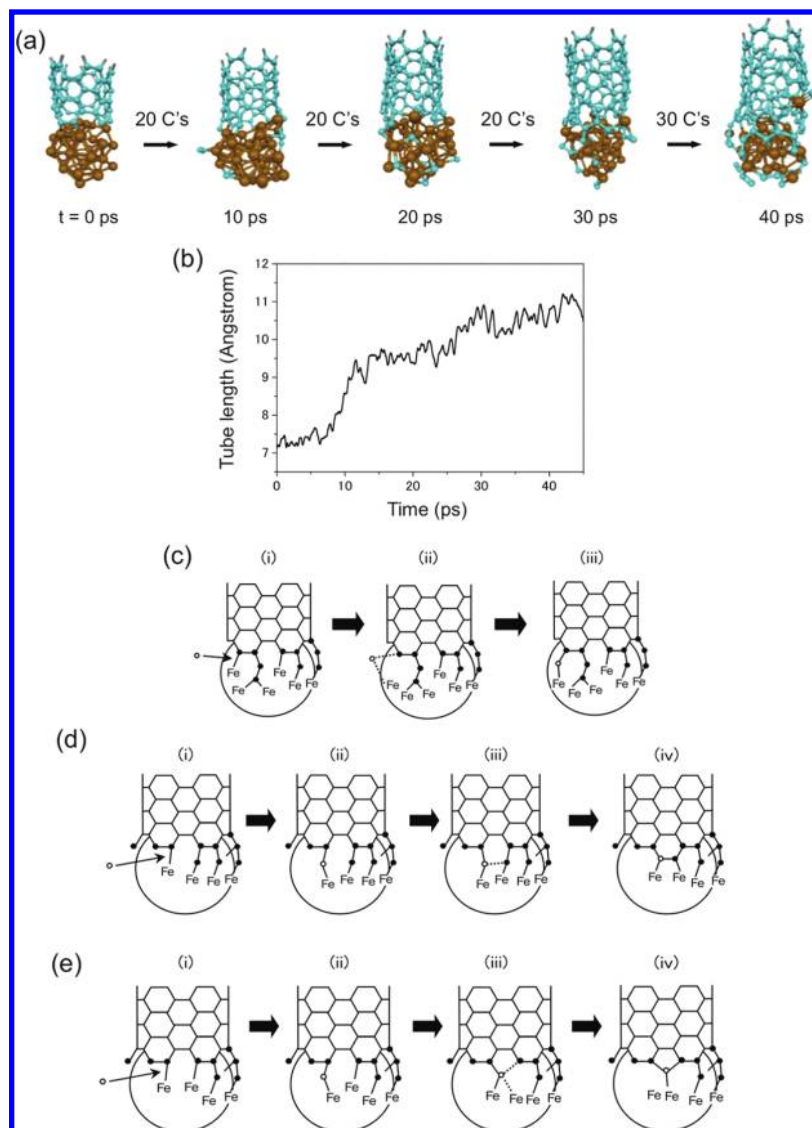 (a)
20 C's 20 C's 20 C's 30 C's
t = 0 ps 10 ps 20 ps 30 ps 40 ps
(b)
12
11
10
9
8
7
Tube length (Angstrom)
0 10 20 30 40
Time (ps)
(c)
(i) (ii) (iii)
Fe Fe Fe Fe Fe Fe
Fe Fe Fe Fe Fe Fe
Fe Fe Fe Fe
(d)
(i) (ii) (iii) (iv)
Fe Fe Fe Fe
Fe Fe Fe Fe
Fe Fe Fe Fe
Fe Fe Fe Fe
(e)
(i) (ii) (iii) (iv)
Fe Fe Fe Fe
Fe Fe Fe Fe
Fe Fe Fe Fe
Fe Fe Fe Fe